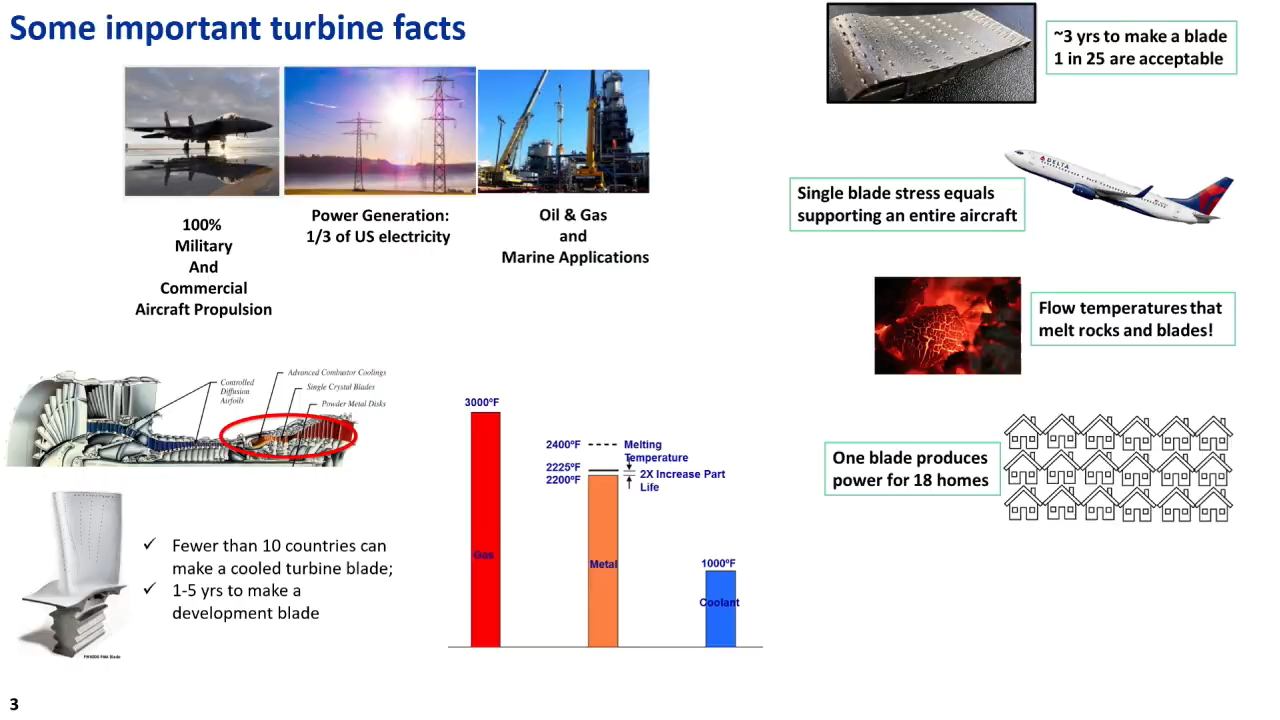 Some important turbine facts
100%
Military
And
Commercial
Aircraft Propulsion
Power Generation:
1/3 of US electricity
Oil & Gas
and
Marine Applications
~3 yrs to make a blade
1 in 25 are acceptable
DELTA
Single blade stress equals
supporting an entire aircraft
Flow temperatures that
melt rocks and blades!
One blade produces
power for 18 homes
Controlled
Diffusion
Airfoils
Advanced Combustor Coolings
Single Crystal Blades
Powder Metal Disks
Fewer than 10 countries can
make a cooled turbine blade;
1-5 yrs to make a
development blade
3000ºF
Gas
2400ºF
Melting
Temperature
2225ºF
2200ºF
2X Increase Part
Life
Metal
1000ºF
Coolant
3